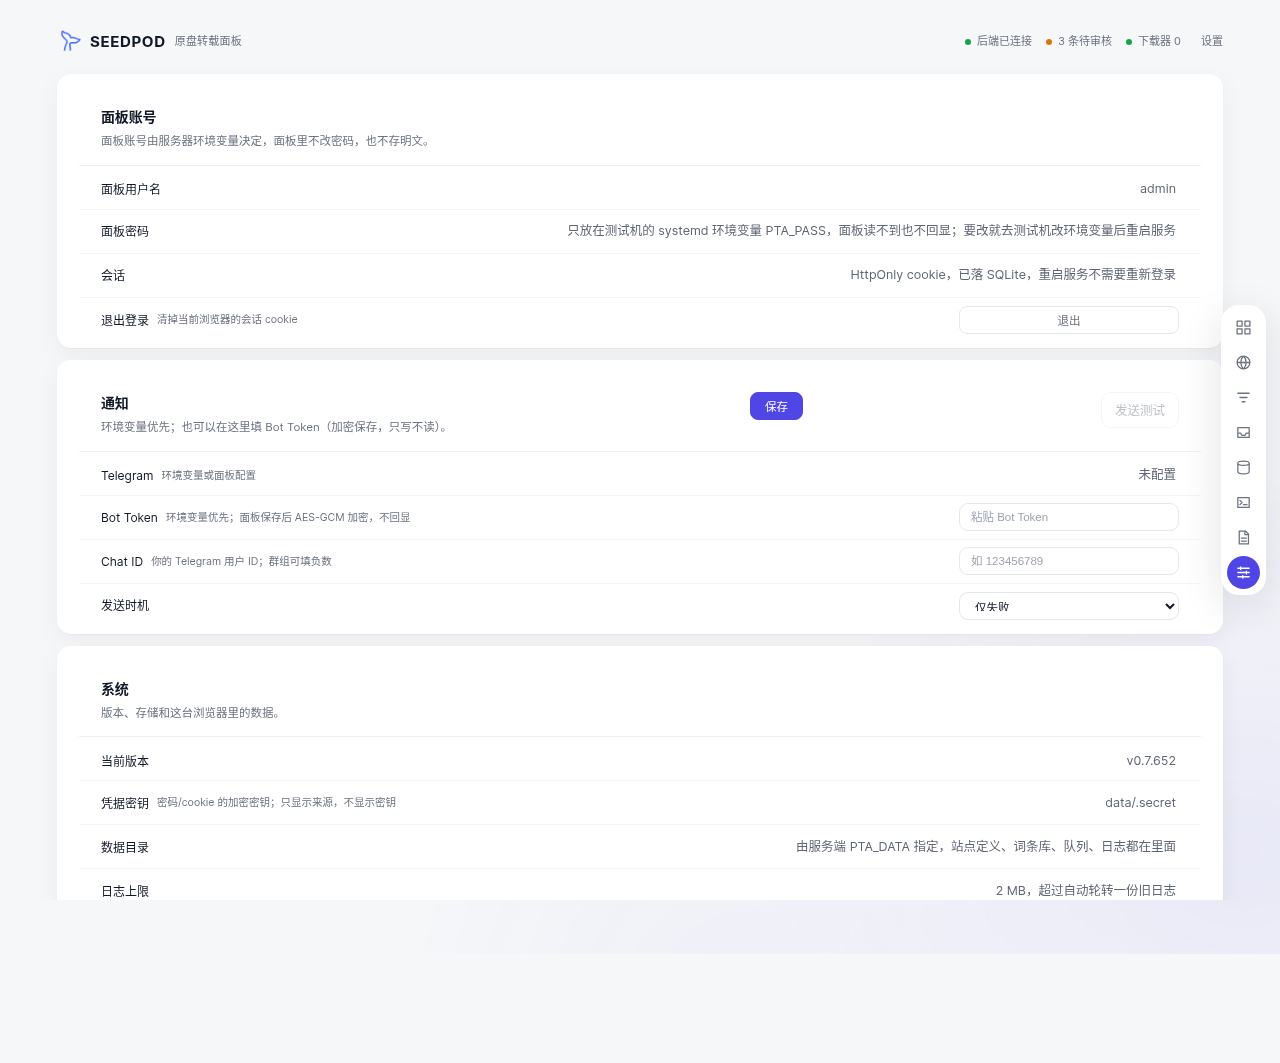 SEEDPOD 原盘转载面板
后端已连接 3 条待审核 下载器 0 设置
面板账号
面板账号由服务器环境变量决定，面板里不改密码，也不存明文。
面板用户名 admin
面板密码 只放在测试机的 systemd 环境变量 PTA_PASS，面板读不到也不回显；要改就去测试机改环境变量后重启服务
会话 HttpOnly cookie，已落 SQLite，重启服务不需要重新登录
退出登录 清掉当前浏览器的会话 cookie 退出
通知 保存 发送测试
环境变量优先；也可以在这里填 Bot Token（加密保存，只写不读）。
Telegram 环境变量或面板配置 未配置
Bot Token 环境变量优先；面板保存后 AES-GCM 加密，不回显 粘贴 Bot Token
Chat ID 你的 Telegram 用户 ID；群组可填负数 如 123456789
发送时机 仅失败
系统
版本、存储和这台浏览器里的数据。
当前版本 v0.7.652
凭据密钥 密码/cookie 的加密密钥；只显示来源，不显示密钥 data/.secret
数据目录 由服务端 PTA_DATA 指定，站点定义、词条库、队列、日志都在里面
日志上限 2 MB，超过自动轮转一份旧日志